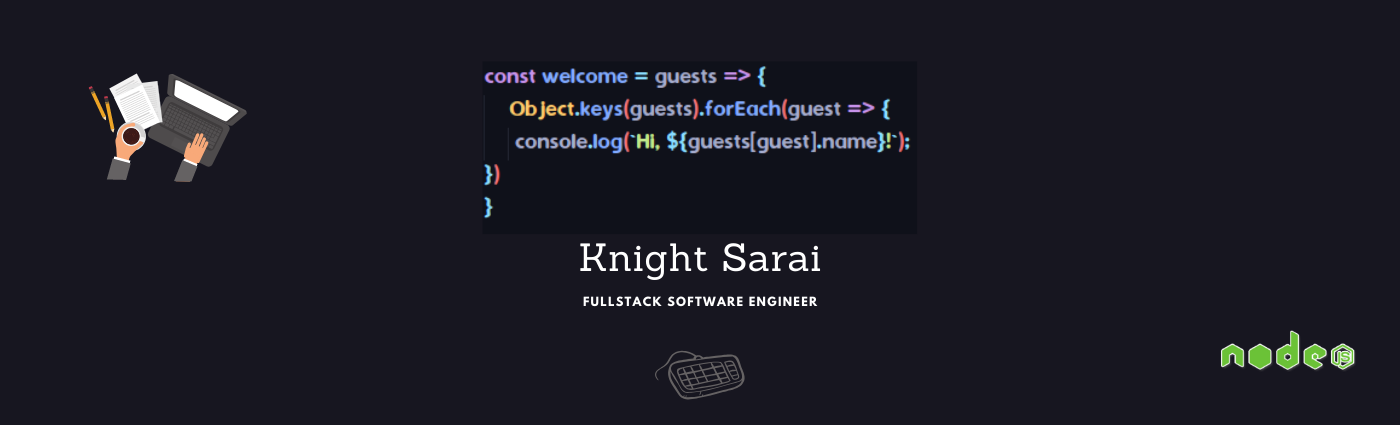 const welcome = guests => {
Object.keys(guests).forEach(guest => {
console.log(`Hi, ${guests[guest].name}!`);
})
}
Knight Sarai
FULLSTACK SOFTWARE ENGINEER
node JS